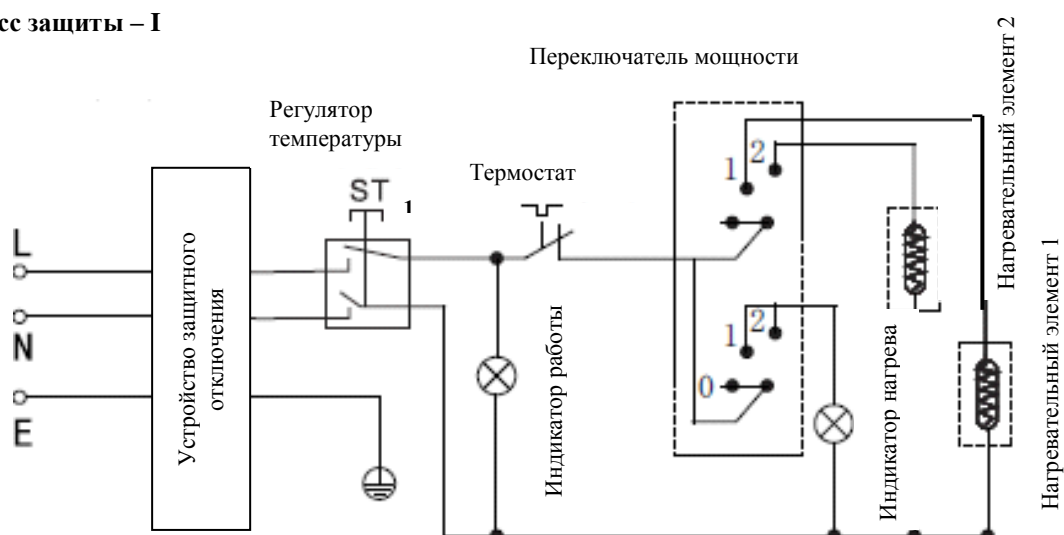 сс защиты – I
Переключатель мощности
Регулятор
температуры
Термостат
ST
1
L
N
E
Устройство защитного
отключения
Индикатор работы
1
2
1
2
0
Индикатор нагрева
Нагревательный элемент 2
Нагревательный элемент 1